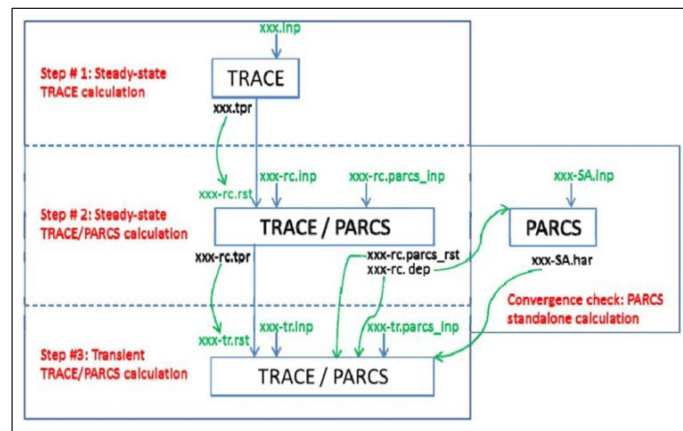 xxx.inp
Step # 1: Steady-state
TRACE calculation
TRACE
xxx.tpr
xxx-rc.rst
xxx-rc.inp
xxx-rc.parcs_inp
xxx-SA.inp
Step # 2: Steady-state
TRACE/PARCS calculation
TRACE / PARCS
PARCS
xxx-rc.tpr
xxx-rc.parcs_rst
xxx-rc. dep
xxx-SA.har
Convergence check: PARCS
standalone calculation
xxx-tr.rst
xxx-tr.inp
xxx-tr.parcs_inp
Step #3: Transient
TRACE/PARCS calculation
TRACE / PARCS